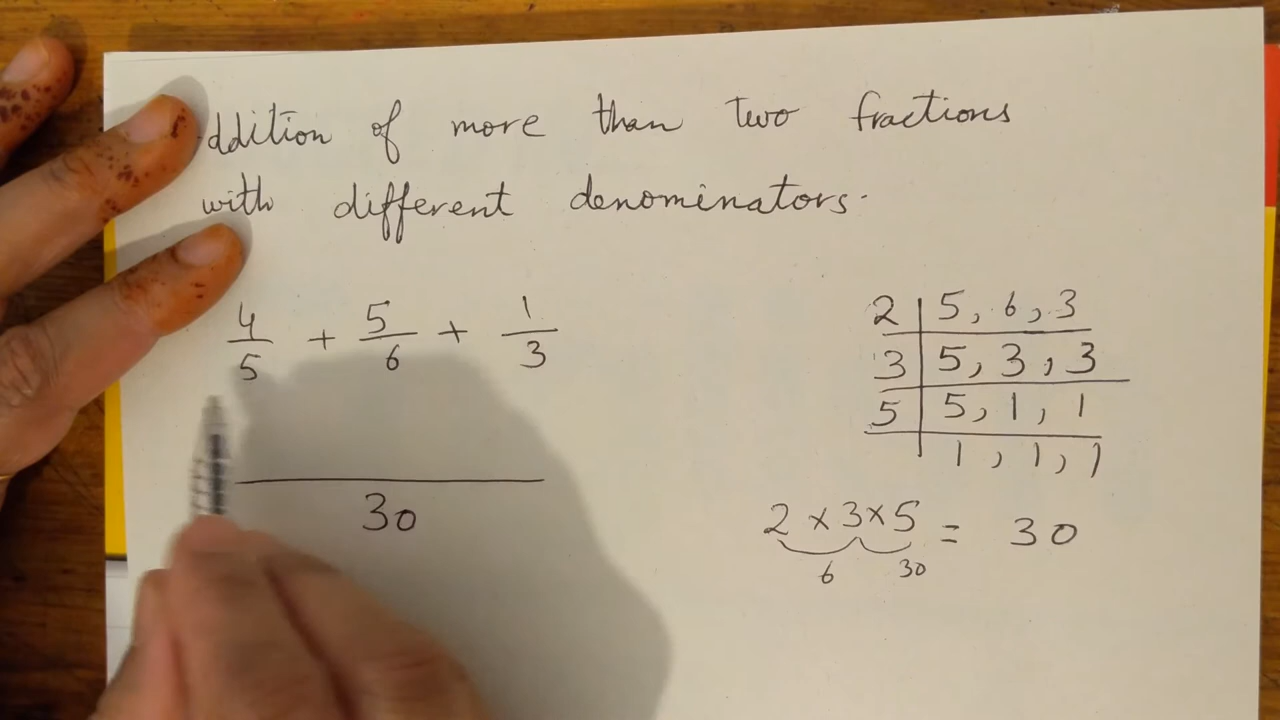 ddition of more than two fractions
with different denominators.
4/5 + 5/6 + 1/3
30
2 | 5, 6, 3
3 | 5, 3, 3
5 | 5, 1, 1
1, 1, 1
2 × 3 × 5 = 30
6 30